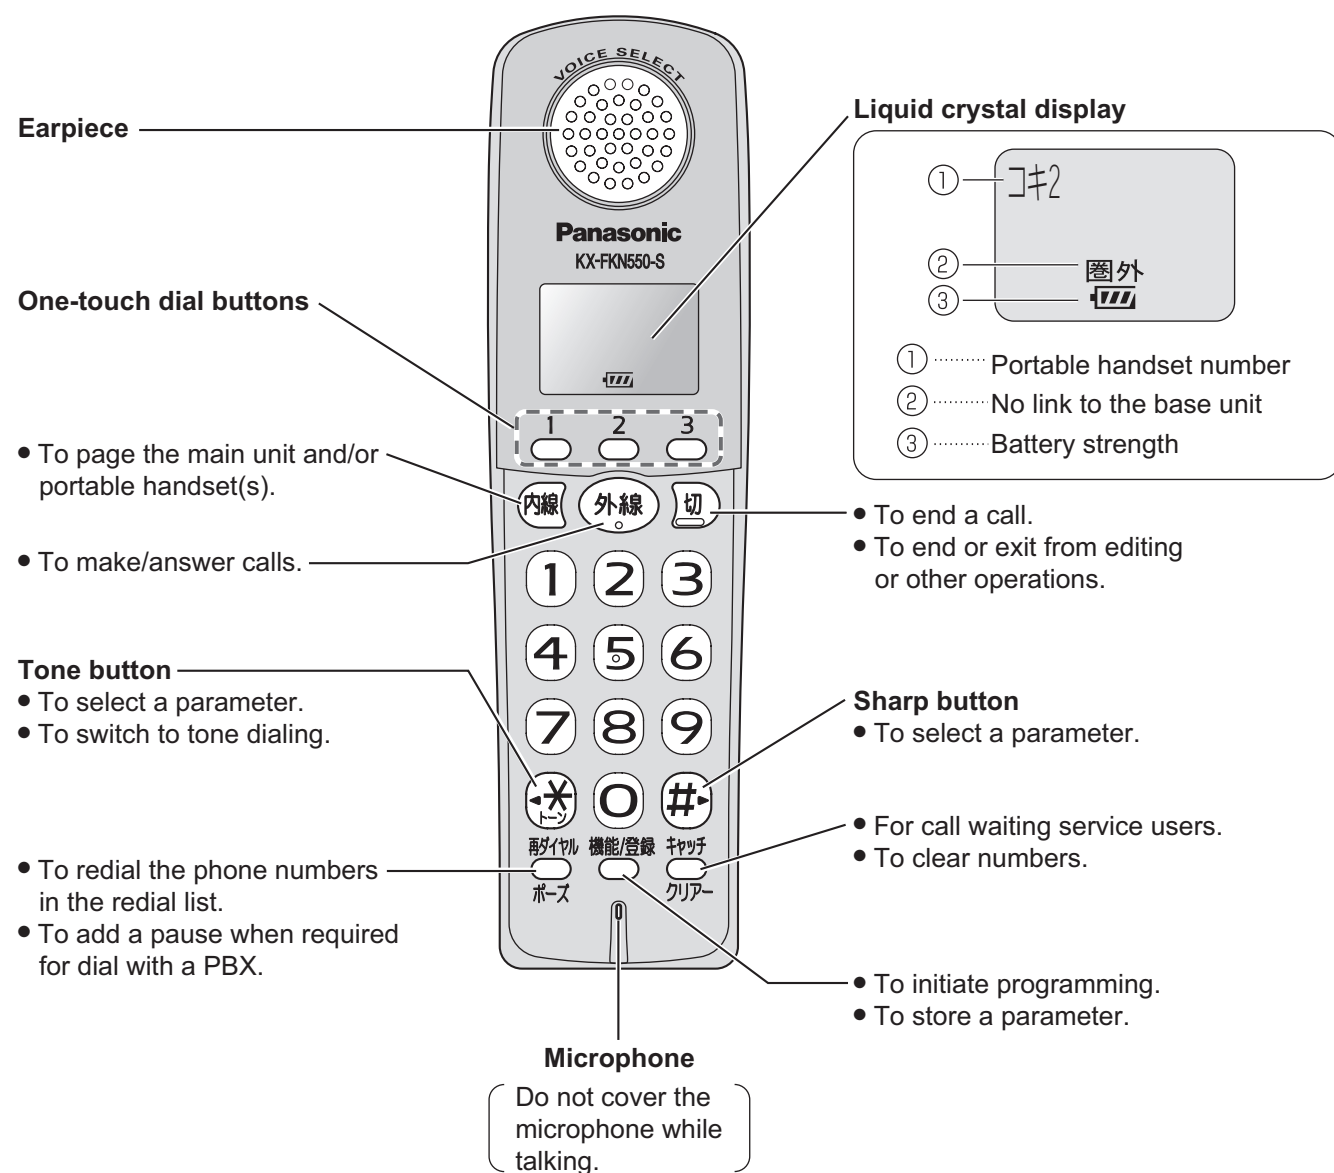 VOICE SELECT
Earpiece
Liquid crystal display
① コキ2
② 圏外
③
Panasonic
KX-FKN550-S
One-touch dial buttons
① Portable handset number
② No link to the base unit
③ Battery strength
1 2 3
● To page the main unit and/or
portable handset(s).
内線 外線 切
● To end a call.
● To end or exit from editing
or other operations.
● To make/answer calls.
1 2 3
4 5 6
Tone button
● To select a parameter.
● To switch to tone dialing.
Sharp button
● To select a parameter.
7 8 9
* 0 #
トーン
再ダイヤル 機能/登録 キャッチ
ポーズ クリアー
● For call waiting service users.
● To clear numbers.
● To redial the phone numbers
in the redial list.
● To add a pause when required
for dial with a PBX.
● To initiate programming.
● To store a parameter.
Microphone
Do not cover the
microphone while
talking.